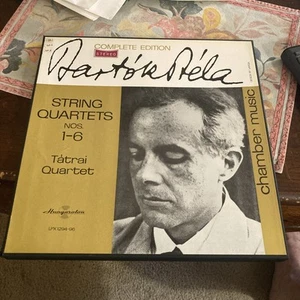 COMPLETE EDITION
STEREO
Bartók Béla
STRING
QUARTETS
NOS.
1-6
Tátrai
Quartet
chamber music
Hungaroton